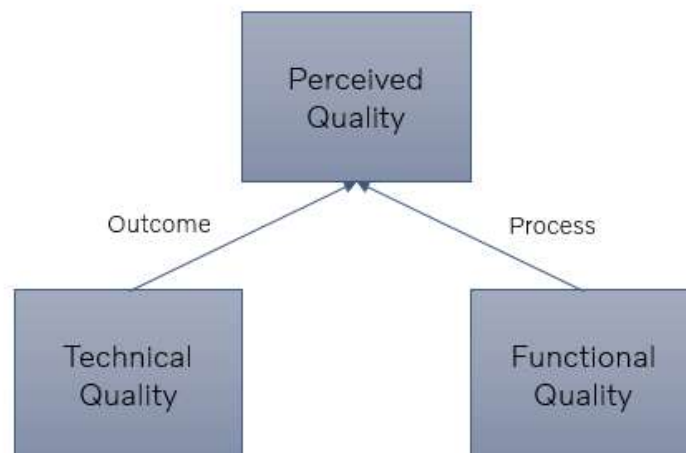 Perceived
Quality
Outcome
Process
Technical
Quality
Functional
Quality